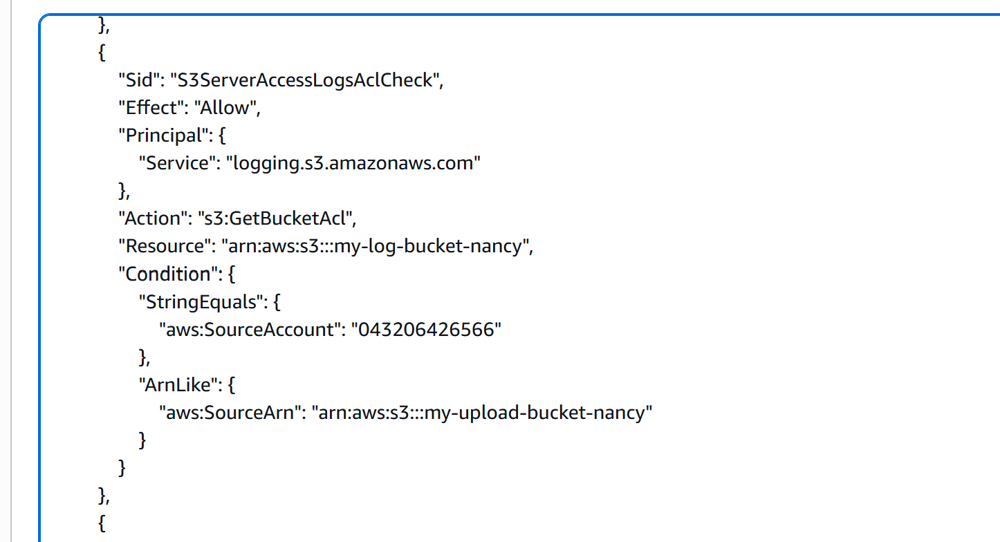 },
{
"Sid": "S3ServerAccessLogsAclCheck",
"Effect": "Allow",
"Principal": {
"Service": "logging.s3.amazonaws.com"
},
"Action": "s3:GetBucketAcl",
"Resource": "arn:aws:s3:::my-log-bucket-nancy",
"Condition": {
"StringEquals": {
"aws:SourceAccount": "043206426566"
},
"ArnLike": {
"aws:SourceArn": "arn:aws:s3:::my-upload-bucket-nancy"
}
}
},
{